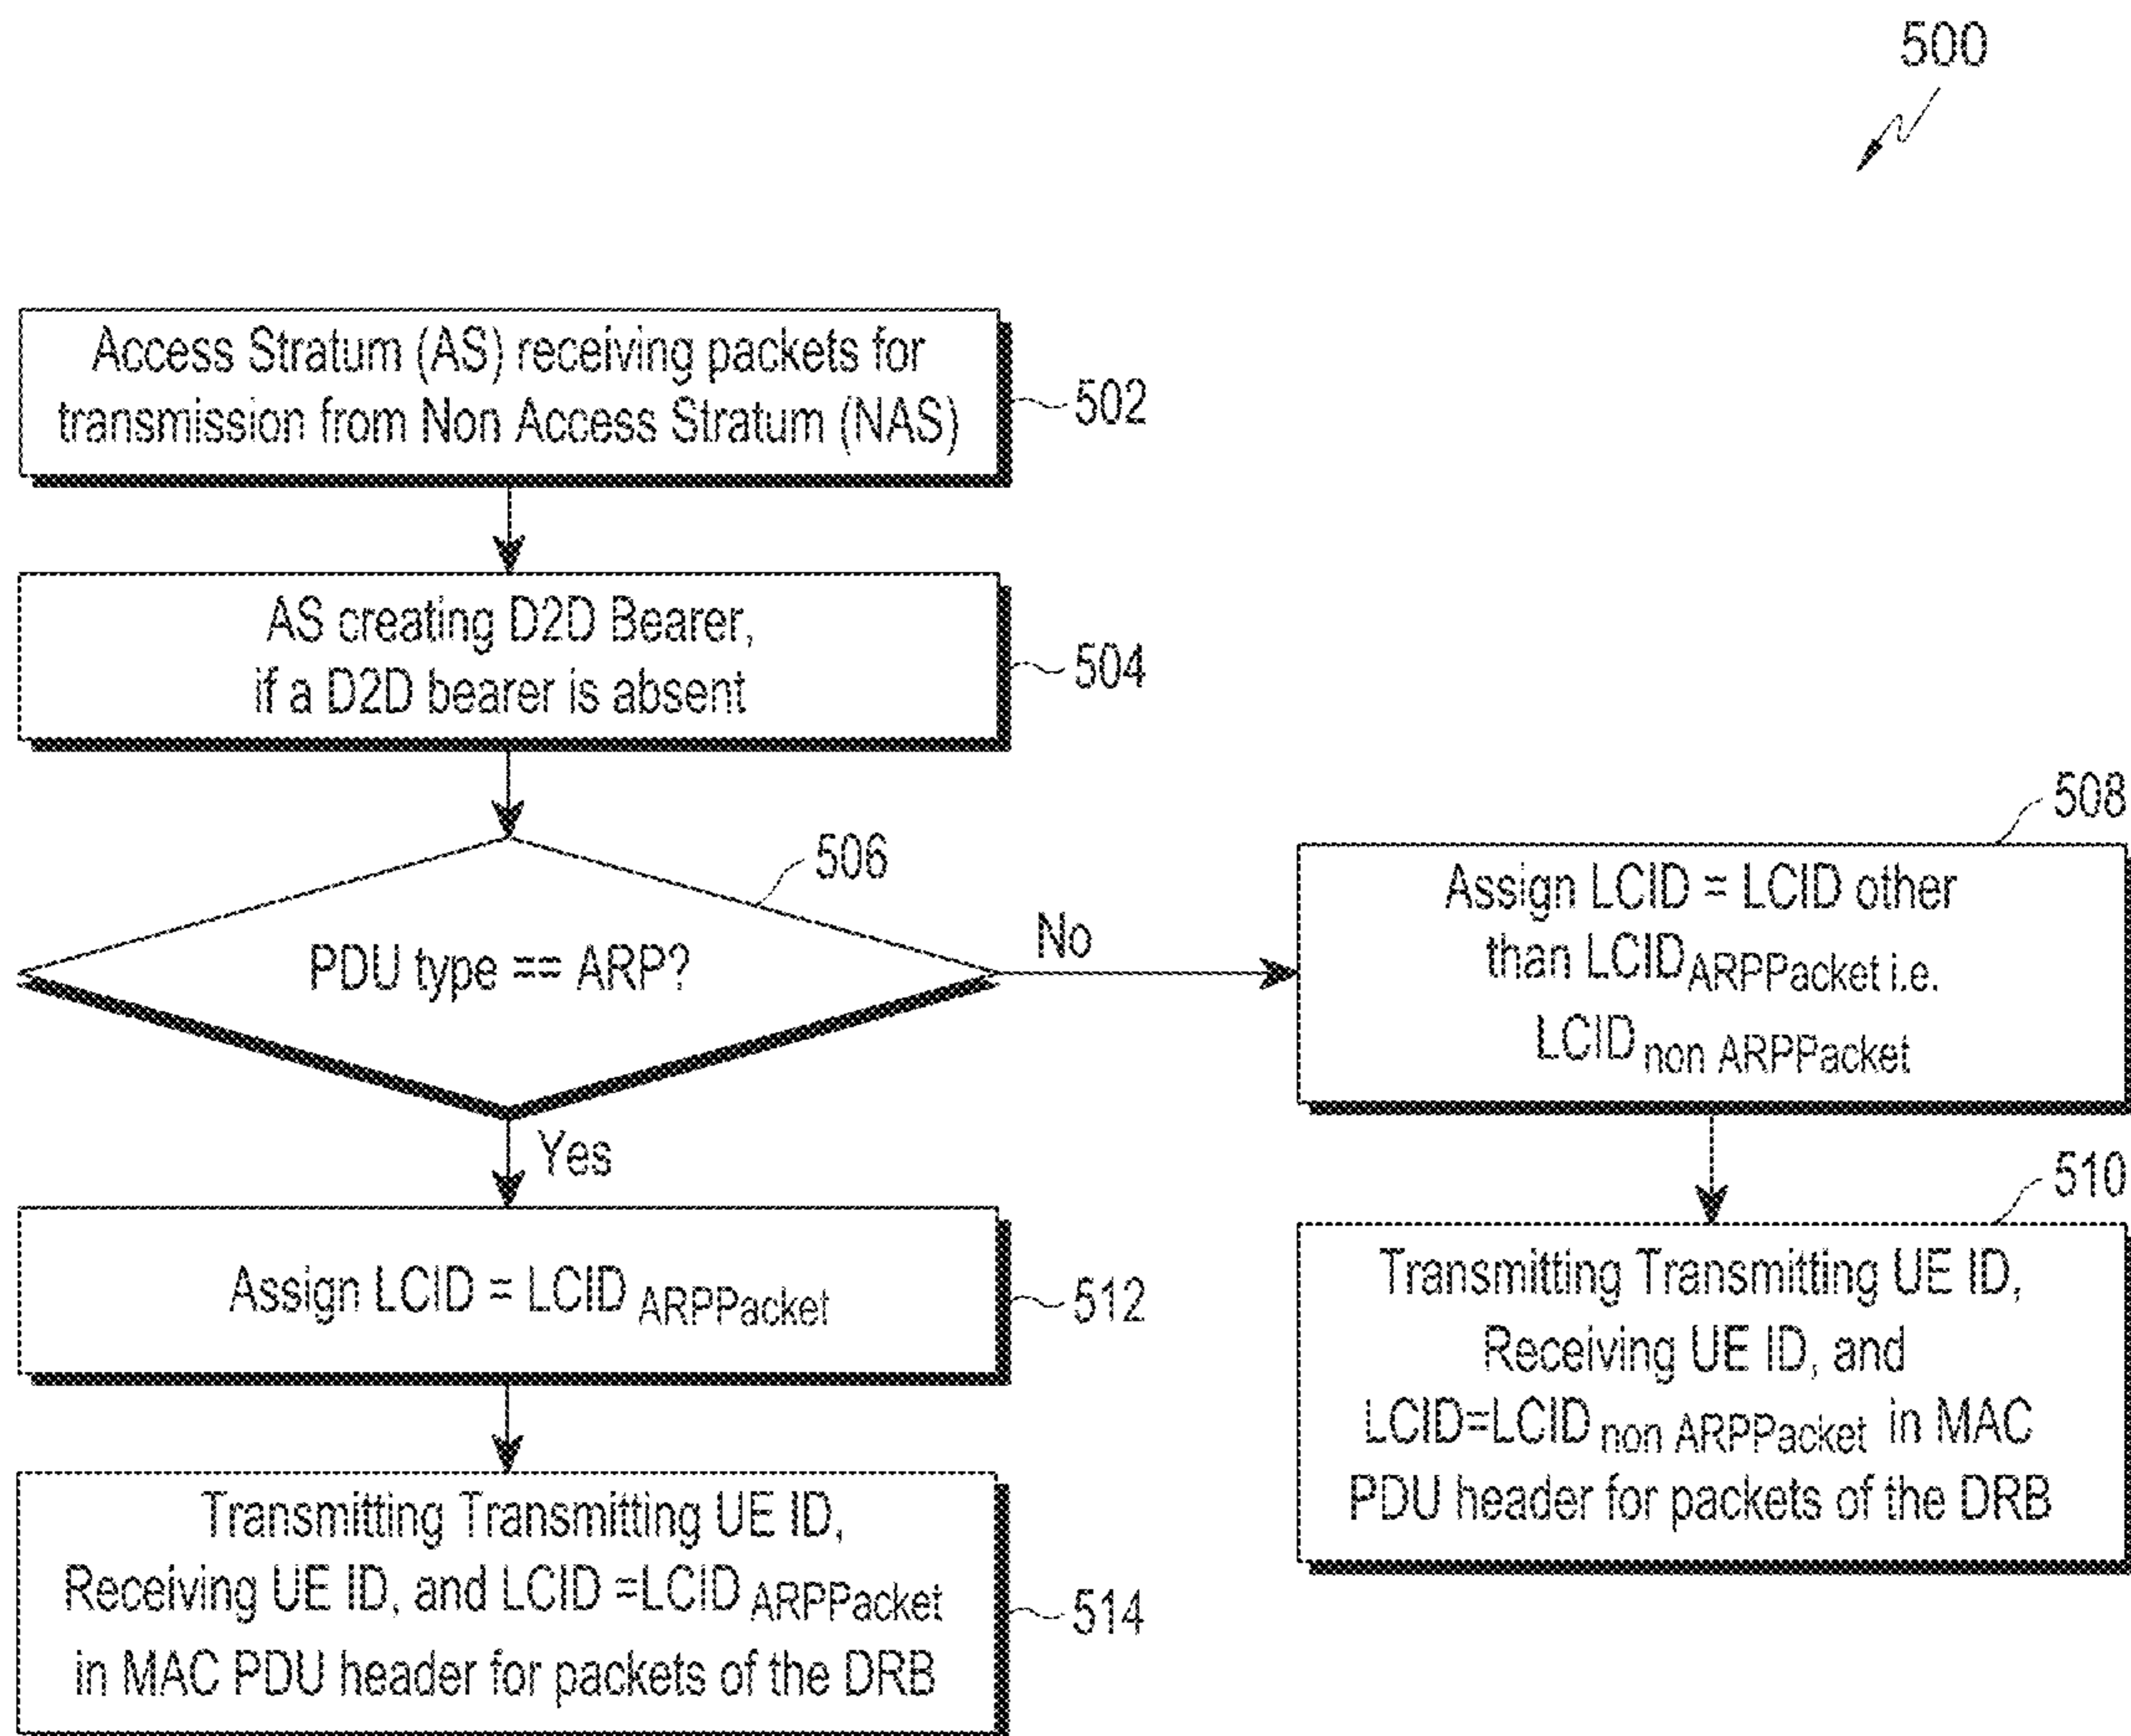 500
Access Stratum (AS) receiving packets for
transmission from Non Access Stratum (NAS)
502
AS creating D2D Bearer,
if a D2D bearer is absent
504
506
PDU type == ARP?
No
Yes
508
Assign LCID = LCID other
than LCID ARPPacket i.e.
LCID non ARPPacket
510
Transmitting Transmitting UE ID,
Receiving UE ID, and
LCID=LCID non ARPPacket in MAC
PDU header for packets of the DRB
Assign LCID = LCID ARPPacket
512
Transmitting Transmitting UE ID,
Receiving UE ID, and LCID =LCID ARPPacket
in MAC PDU header for packets of the DRB
514